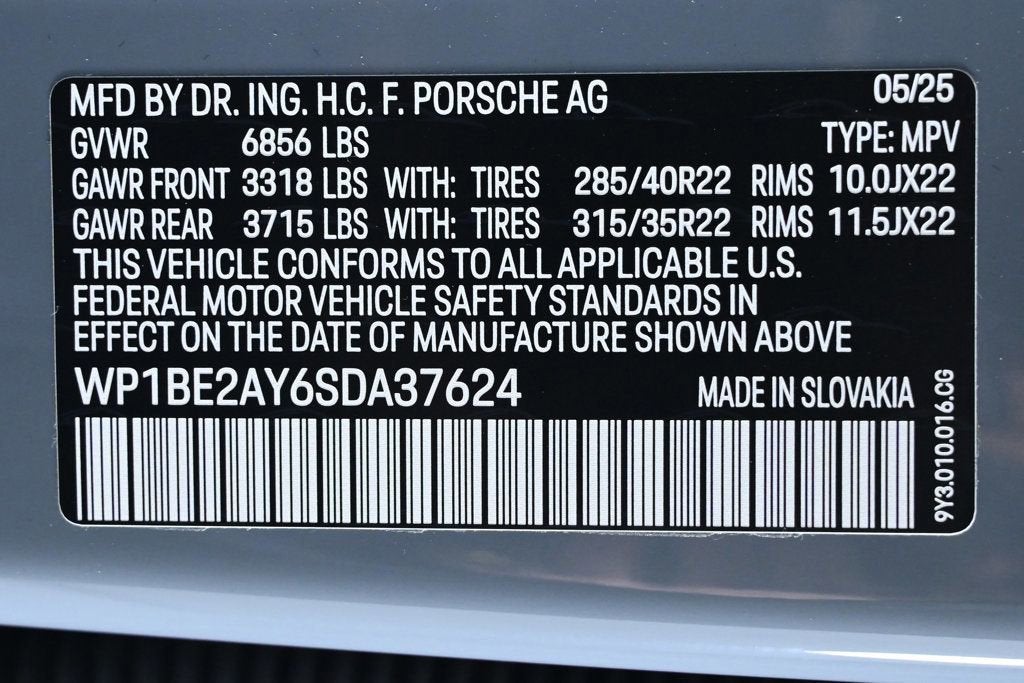 MFD BY DR. ING. H.C. F. PORSCHE AG 05/25
GVWR 6856 LBS TYPE: MPV
GAWR FRONT 3318 LBS WITH: TIRES 285/40R22 RIMS 10.0JX22
GAWR REAR 3715 LBS WITH: TIRES 315/35R22 RIMS 11.5JX22
THIS VEHICLE CONFORMS TO ALL APPLICABLE U.S.
FEDERAL MOTOR VEHICLE SAFETY STANDARDS IN
EFFECT ON THE DATE OF MANUFACTURE SHOWN ABOVE
WP1BE2AY6SDA37624 MADE IN SLOVAKIA
9Y3.010.016.CG